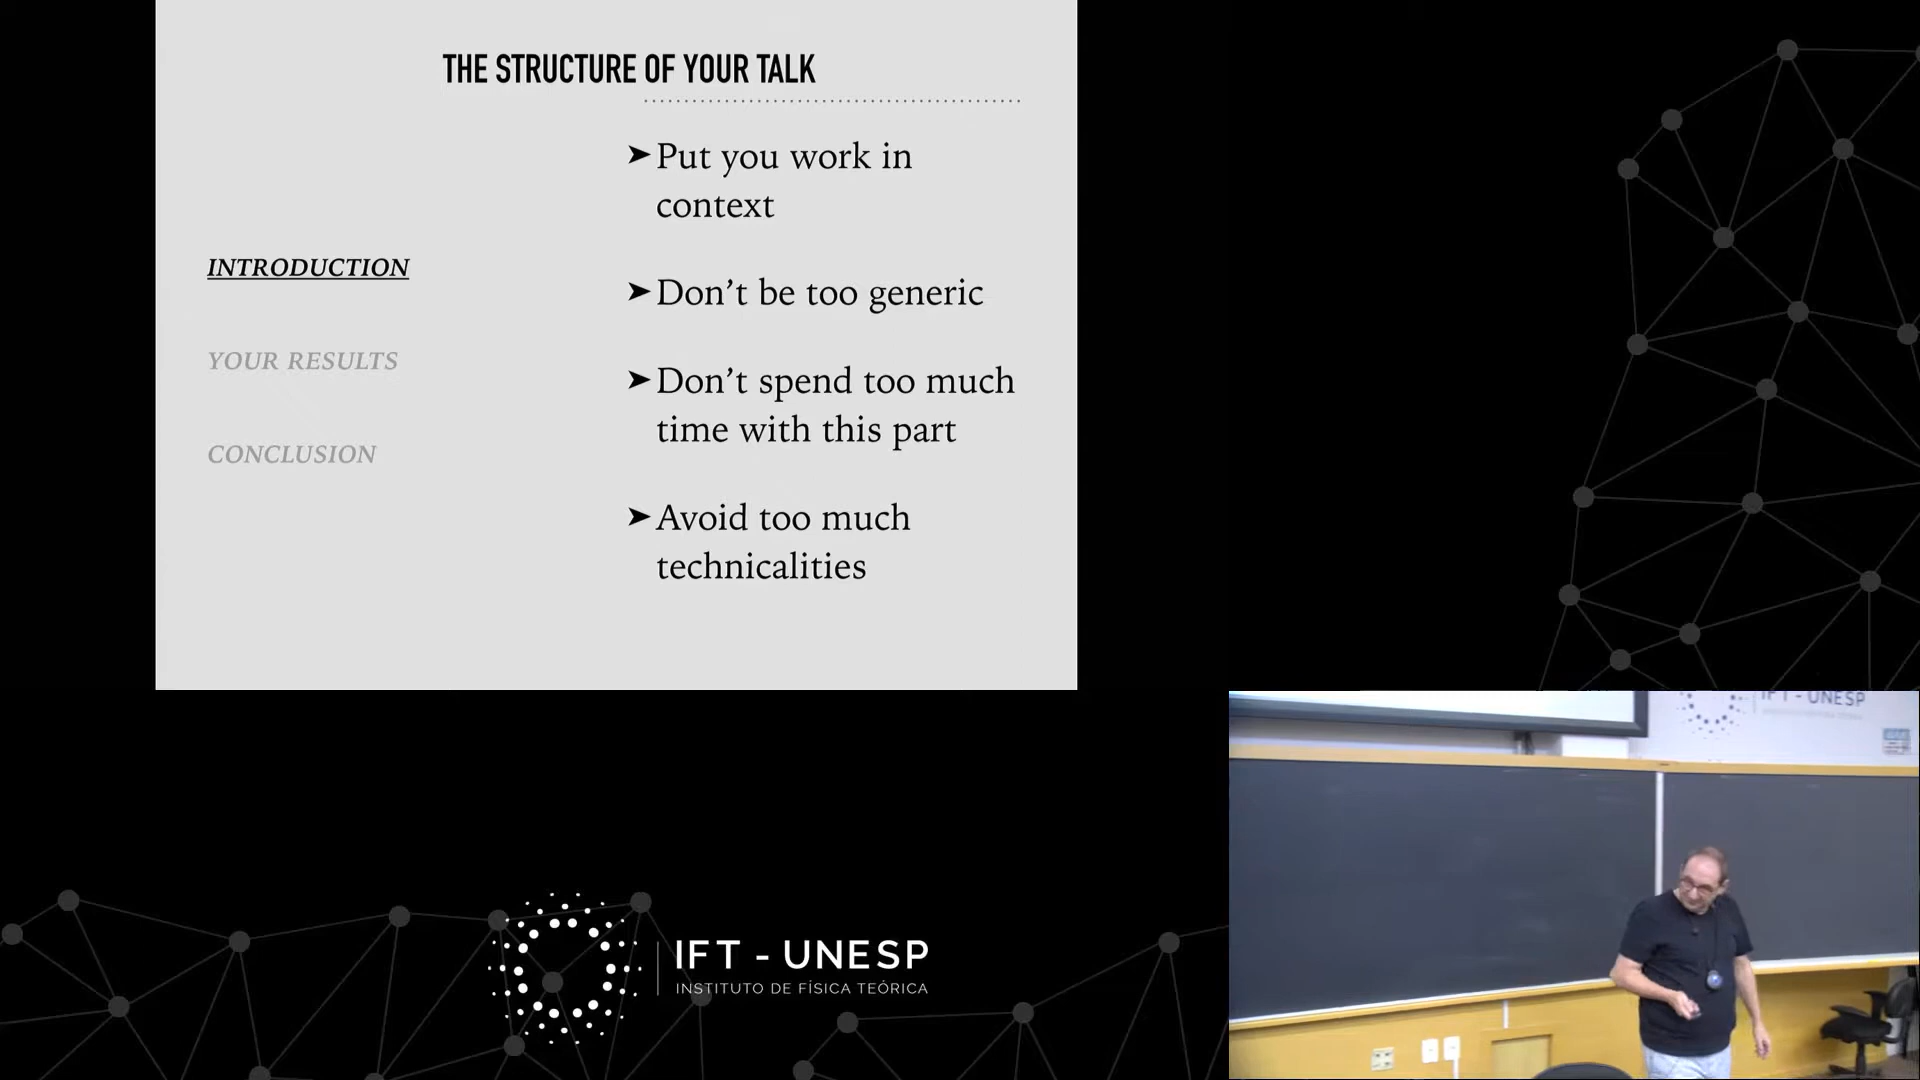 THE STRUCTURE OF YOUR TALK
➤ Put you work in
context
➤ Don’t be too generic
➤ Don’t spend too much
time with this part
➤ Avoid too much
technicalities
INTRODUCTION
YOUR RESULTS
CONCLUSION
IFT - UNESP
INSTITUTO DE FÍSICA TEÓRICA
IFT - UNESP